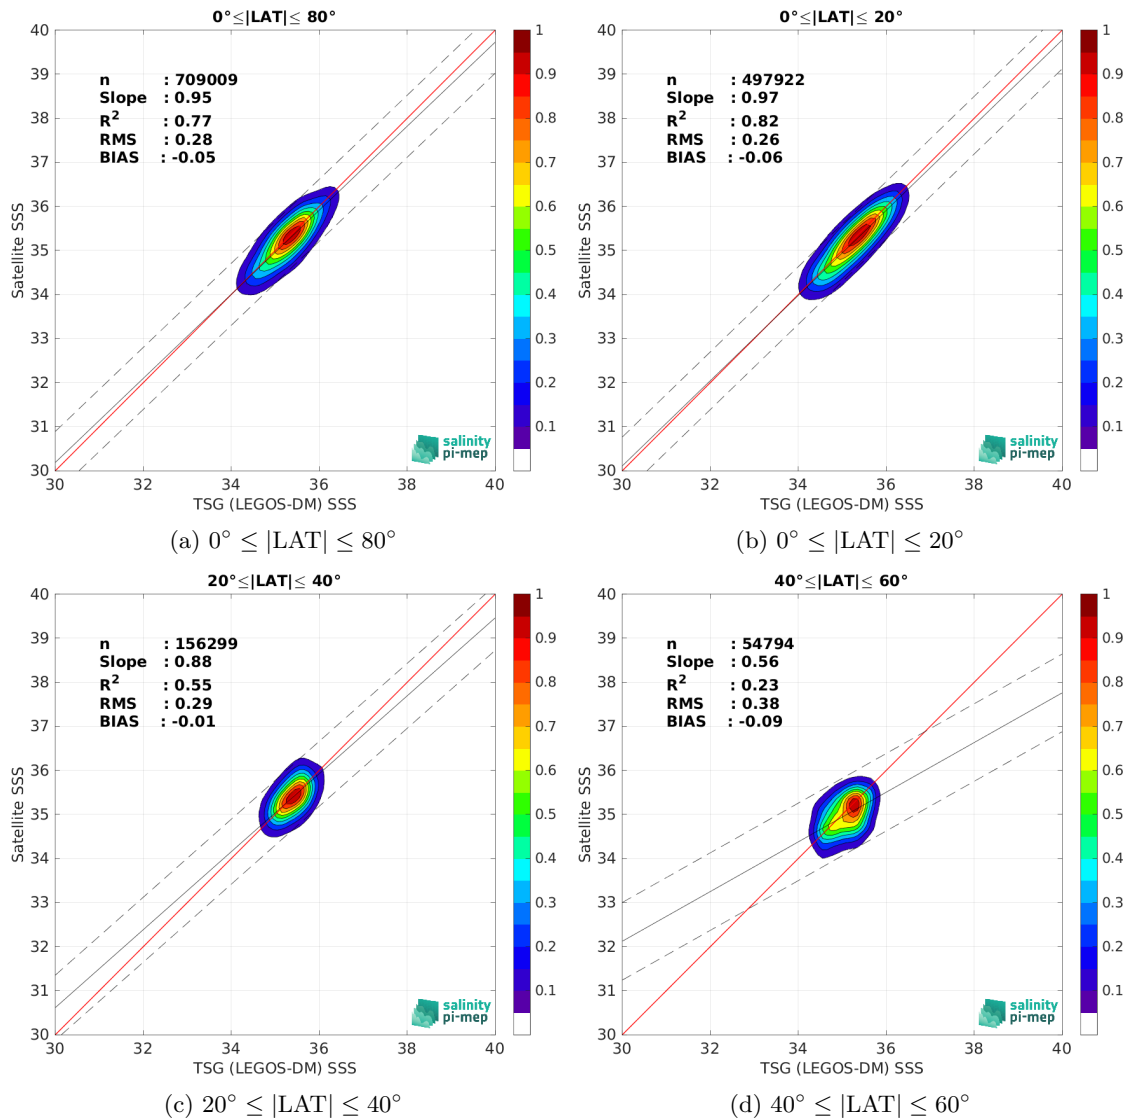 0°≤|LAT|≤ 80°
n : 709009
Slope : 0.95
R² : 0.77
RMS : 0.28
BIAS : -0.05
Satellite SSS
40
39
38
37
36
35
34
33
32
31
30
30 32 34 36 38 40
TSG (LEGOS-DM) SSS
1
0.9
0.8
0.7
0.6
0.5
0.4
0.3
0.2
0.1
salinity
pi-mep
(a) 0° ≤ |LAT| ≤ 80°
0°≤|LAT|≤ 20°
n : 497922
Slope : 0.97
R² : 0.82
RMS : 0.26
BIAS : -0.06
Satellite SSS
40
39
38
37
36
35
34
33
32
31
30
30 32 34 36 38 40
TSG (LEGOS-DM) SSS
1
0.9
0.8
0.7
0.6
0.5
0.4
0.3
0.2
0.1
salinity
pi-mep
(b) 0° ≤ |LAT| ≤ 20°
20°≤|LAT|≤ 40°
n : 156299
Slope : 0.88
R² : 0.55
RMS : 0.29
BIAS : -0.01
Satellite SSS
40
39
38
37
36
35
34
33
32
31
30
30 32 34 36 38 40
TSG (LEGOS-DM) SSS
1
0.9
0.8
0.7
0.6
0.5
0.4
0.3
0.2
0.1
salinity
pi-mep
(c) 20° ≤ |LAT| ≤ 40°
40°≤|LAT|≤ 60°
n : 54794
Slope : 0.56
R² : 0.23
RMS : 0.38
BIAS : -0.09
Satellite SSS
40
39
38
37
36
35
34
33
32
31
30
30 32 34 36 38 40
TSG (LEGOS-DM) SSS
1
0.9
0.8
0.7
0.6
0.5
0.4
0.3
0.2
0.1
salinity
pi-mep
(d) 40° ≤ |LAT| ≤ 60°